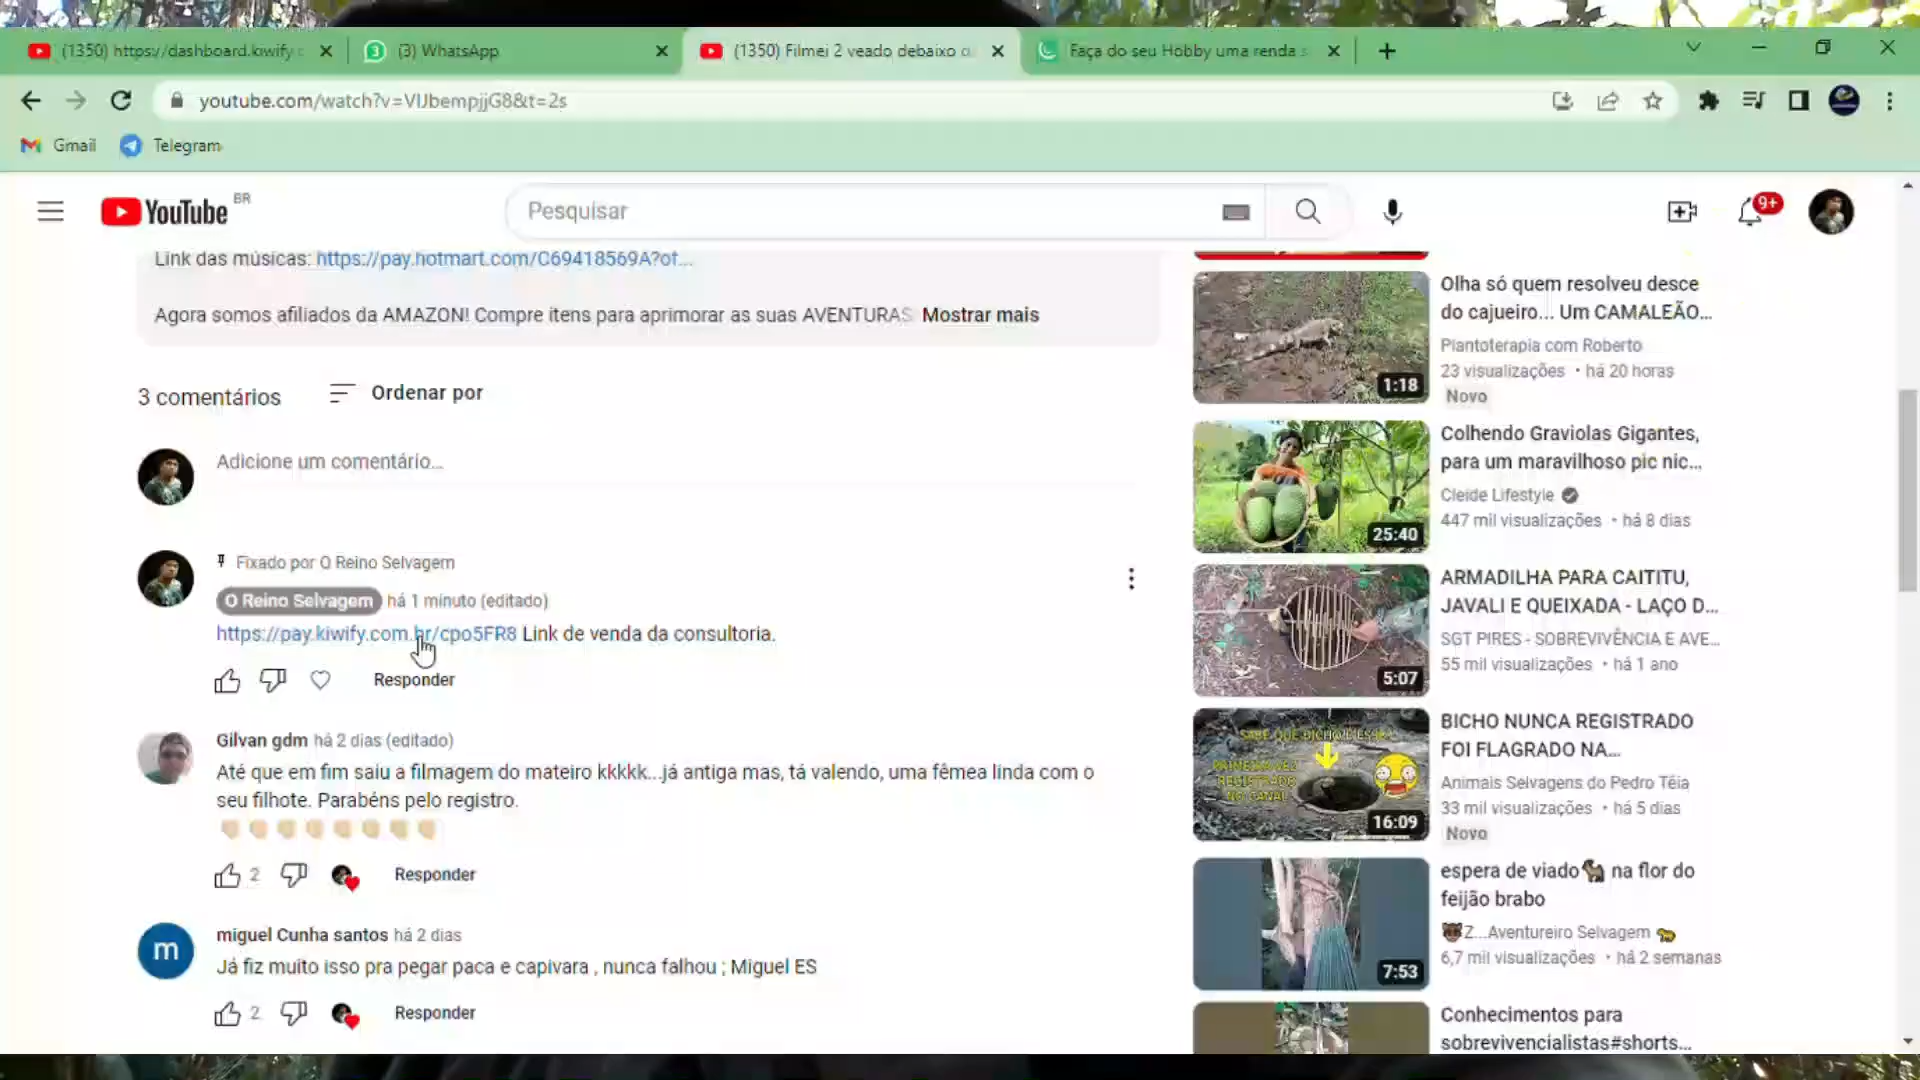 (1350) https://dashboard.kwify.c
(3) WhatsApp
(1350) Filmei 2 veado debaixo d
Faça do seu Hobby uma renda s
youtube.com/watch?v=VIJbempjjG8&t=2s
Gmail
Telegram
YouTube BR
Pesquisar
9+
Link das músicas: https://pay.hotmart.com/C69418569A?of...
Agora somos afiliados da AMAZON! Compre itens para aprimorar as suas AVENTURAS. Mostrar mais
3 comentários
Ordenar por
Adicione um comentário...
Fixado por O Reino Selvagem
O Reino Selvagem há 1 minuto (editado)
https://pay.kiwify.com.br/cpo5FR8 Link de venda da consultoria.
Responder
Gilvan gdm há 2 dias (editado)
Até que em fim saiu a filmagem do mateiro kkkkk...já antiga mas, tá valendo, uma fêmea linda com o
seu filhote. Parabéns pelo registro.
2
Responder
m
miguel Cunha santos há 2 dias
Já fiz muito isso pra pegar paca e capivara , nunca falhou ; Miguel ES
2
Responder
Olha só quem resolveu desce
do cajueiro... Um CAMALEÃO...
Plantoterapia com Roberto
23 visualizações • há 20 horas
Novo
1:18
Colhendo Graviolas Gigantes,
para um maravilhoso pic nic...
Cleide Lifestyle
447 mil visualizações • há 8 dias
25:40
ARMADILHA PARA CAITITU,
JAVALI E QUEIXADA - LAÇO D...
SGT PIRES - SOBREVIVÊNCIA E AVE...
55 mil visualizações • há 1 ano
5:07
BICHO NUNCA REGISTRADO
FOI FLAGRADO NA...
Animais Selvagens do Pedro Téia
33 mil visualizações • há 5 dias
Novo
SABE QUE BICHO É ESSE
PRIMEIRA VEZ
REGISTRADO
NO CANAL
16:09
espera de viado🐪 na flor do
feijão brabo
🐻Z...Aventureiro Selvagem 🐆
6,7 mil visualizações • há 2 semanas
7:53
Conhecimentos para
sobrevivencialistas#shorts...